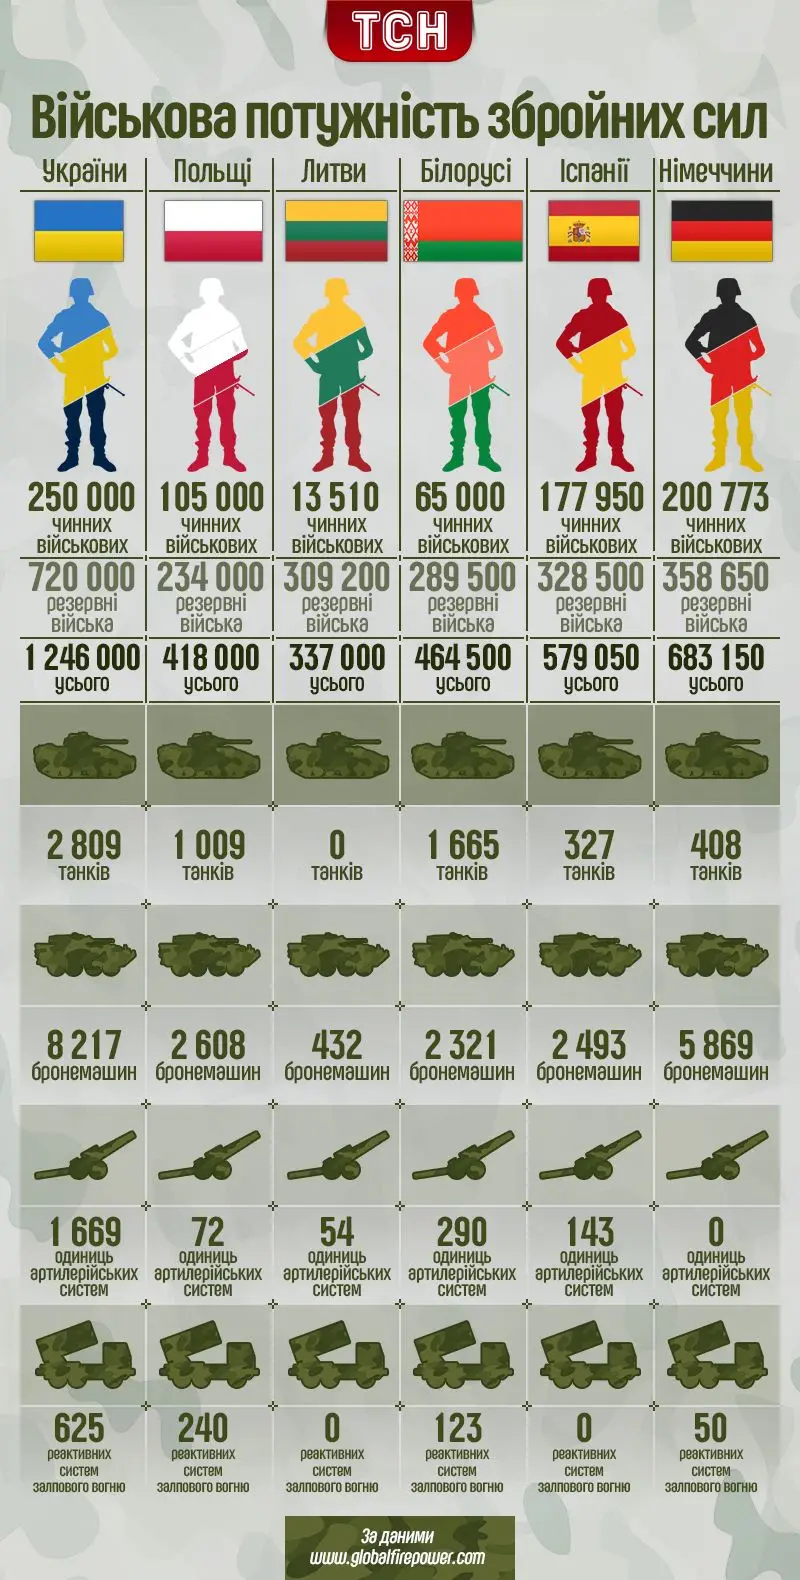 ТСН
Військова потужність збройних сил
України Польщі Литви Білорусі Іспанії Німеччини
250 000 105 000 13 510 65 000 177 950 200 773
чинних чинних чинних чинних чинних чинних
військових військових військових військових військових військових
720 000 234 000 309 200 289 500 328 500 358 650
резервні резервні резервні резервні резервні резервні
війська війська війська війська війська війська
1 246 000 418 000 337 000 464 500 579 050 683 150
усього усього усього усього усього усього
2 809 1 009 0 1 665 327 408
танків танків танків танків танків танків
8 217 2 608 432 2 321 2 493 5 869
бронемашин бронемашин бронемашин бронемашин бронемашин бронемашин
1 669 72 54 290 143 0
одиниць одиниць одиниць одиниць одиниць одиниць
артилерійських артилерійських артилерійських артилерійських артилерійських артилерійських
систем систем систем систем систем систем
625 240 0 123 0 50
реактивних реактивних реактивних реактивних реактивних реактивних
систем систем систем систем систем систем
залпового вогню залпового вогню залпового вогню залпового вогню залпового вогню залпового вогню
За даними
www.globalfirepower.com